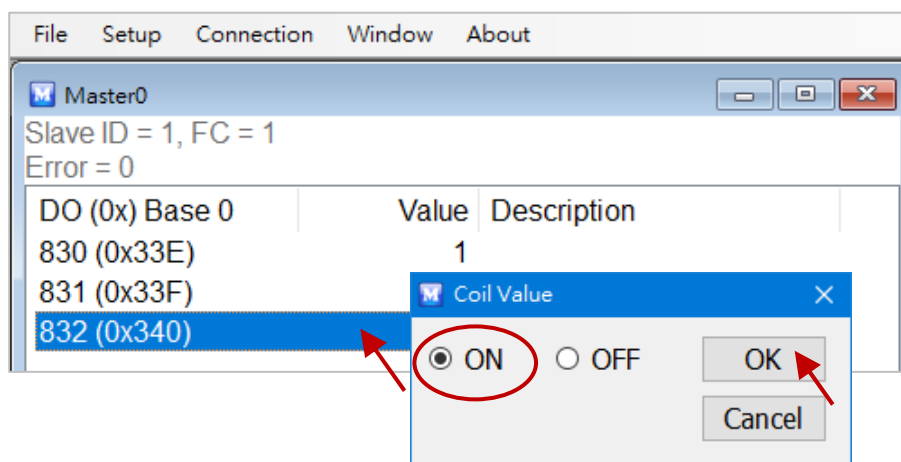 File Setup Connection Window About
Master0
Slave ID = 1, FC = 1
Error = 0
DO (0x) Base 0 Value Description
830 (0x33E) 1
831 (0x33F)
832 (0x340)
Coil Value
ON OFF OK
Cancel